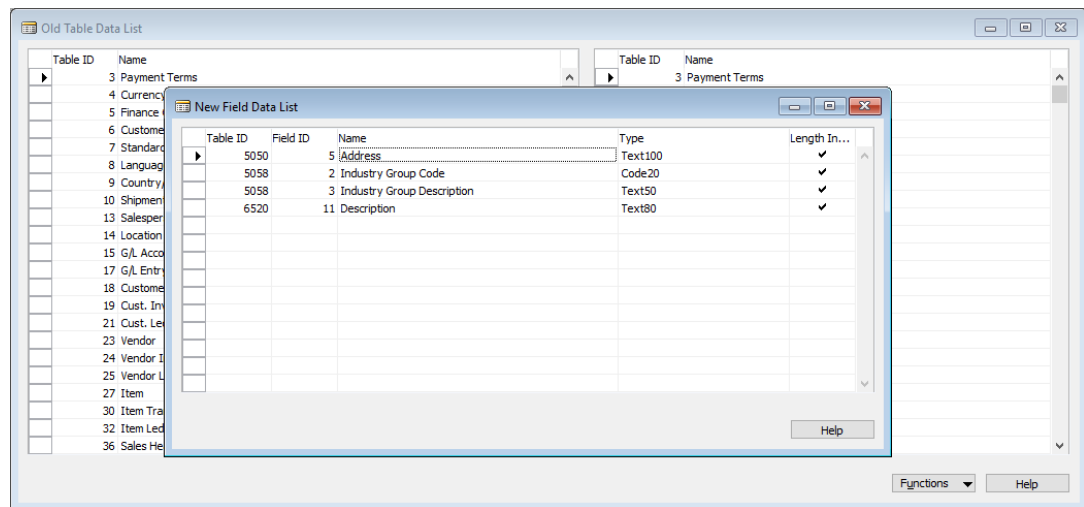 Old Table Data List
Table ID Name Table ID Name
3 Payment Terms 3 Payment Terms
4 Currency
5 Finance
6 Custome
7 Standard
8 Languag
9 Country/
10 Shipmen
13 Salesper
14 Location
15 G/L Acco
17 G/L Entry
18 Custome
19 Cust. Inv
21 Cust. Led
23 Vendor
24 Vendor I
25 Vendor L
27 Item
30 Item Tra
32 Item Led
36 Sales He
New Field Data List
Table ID Field ID Name Type Length In...
5050 5 Address Text100
5058 2 Industry Group Code Code20
5058 3 Industry Group Description Text50
6520 11 Description Text80
Help
Functions Help